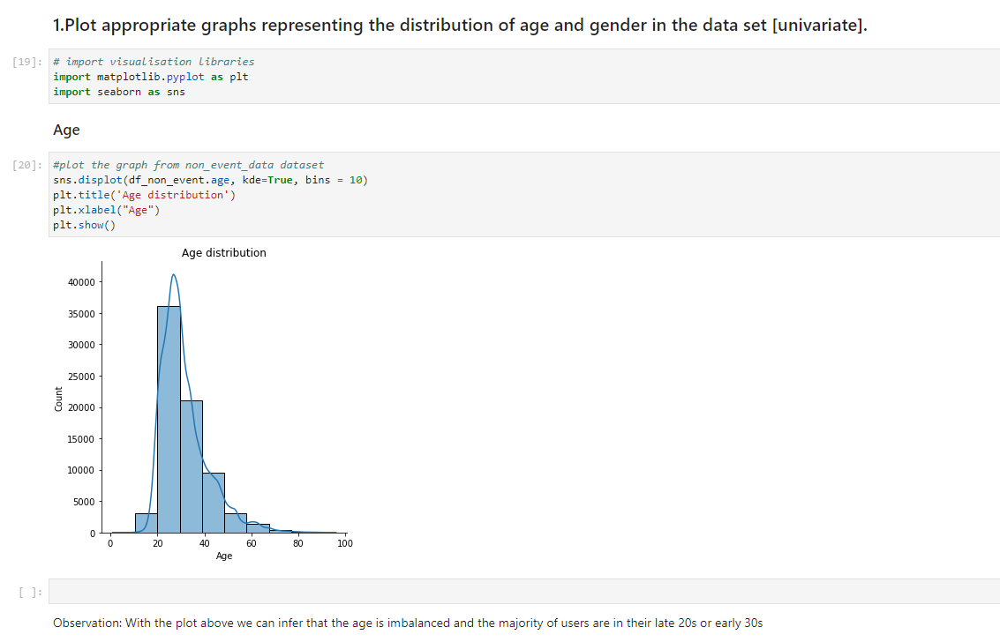 1.Plot appropriate graphs representing the distribution of age and gender in the data set [univariate].
[19]: # import visualisation libraries
import matplotlib.pyplot as plt
import seaborn as sns
Age
[20]: #plot the graph from non_event_data dataset
sns.displot(df_non_event.age, kde=True, bins = 10)
plt.title('Age distribution')
plt.xlabel("Age")
plt.show()
Age distribution
40000
35000
30000
25000
20000
15000
10000
5000
0
Count
0 20 40 60 80 100
Age
[ ]:
Observation: With the plot above we can infer that the age is imbalanced and the majority of users are in their late 20s or early 30s